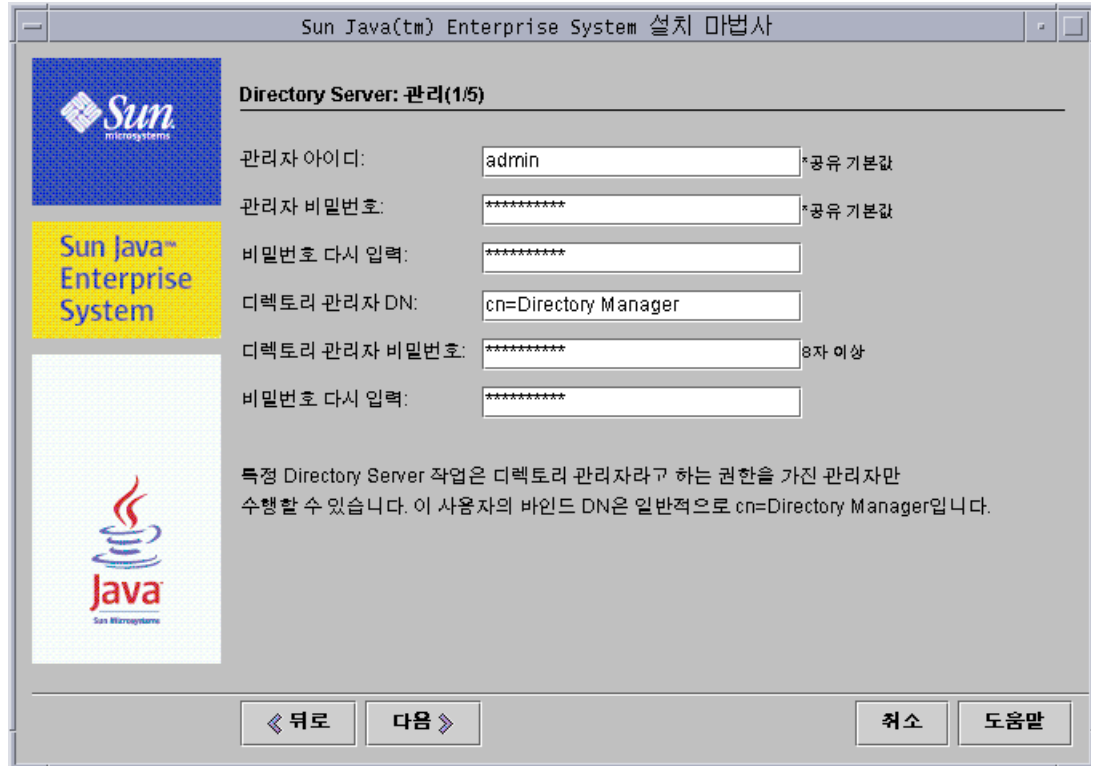 Sun Java(tm) Enterprise System 설치 마법사
Sun
microsystems
Sun Java™
Enterprise
System
Java
Sun Microsystems
Directory Server: 관리(1/5)
관리자 아이디: admin *공유 기본값
관리자 비밀번호: ********** *공유 기본값
비밀번호 다시 입력: **********
디렉토리 관리자 DN: cn=Directory Manager
디렉토리 관리자 비밀번호: ********** 8자 이상
비밀번호 다시 입력: **********
특정 Directory Server 작업은 디렉토리 관리자라고 하는 권한을 가진 관리자만
수행할 수 있습니다. 이 사용자의 바인드 DN은 일반적으로 cn=Directory Manager입니다.
뒤로 다음 취소 도움말